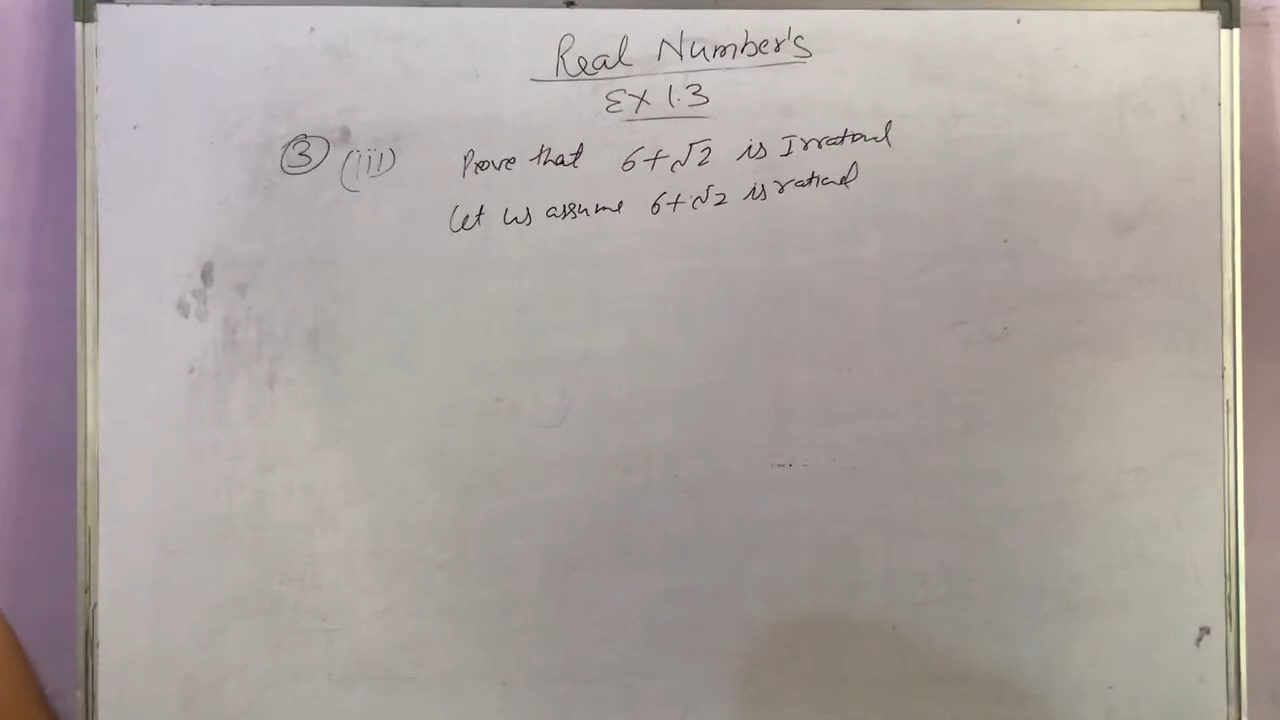 Real Number's
Ex 1.3
3 (iii) Prove that 6+√2 is Irrational
Let us assume 6+√2 is rational